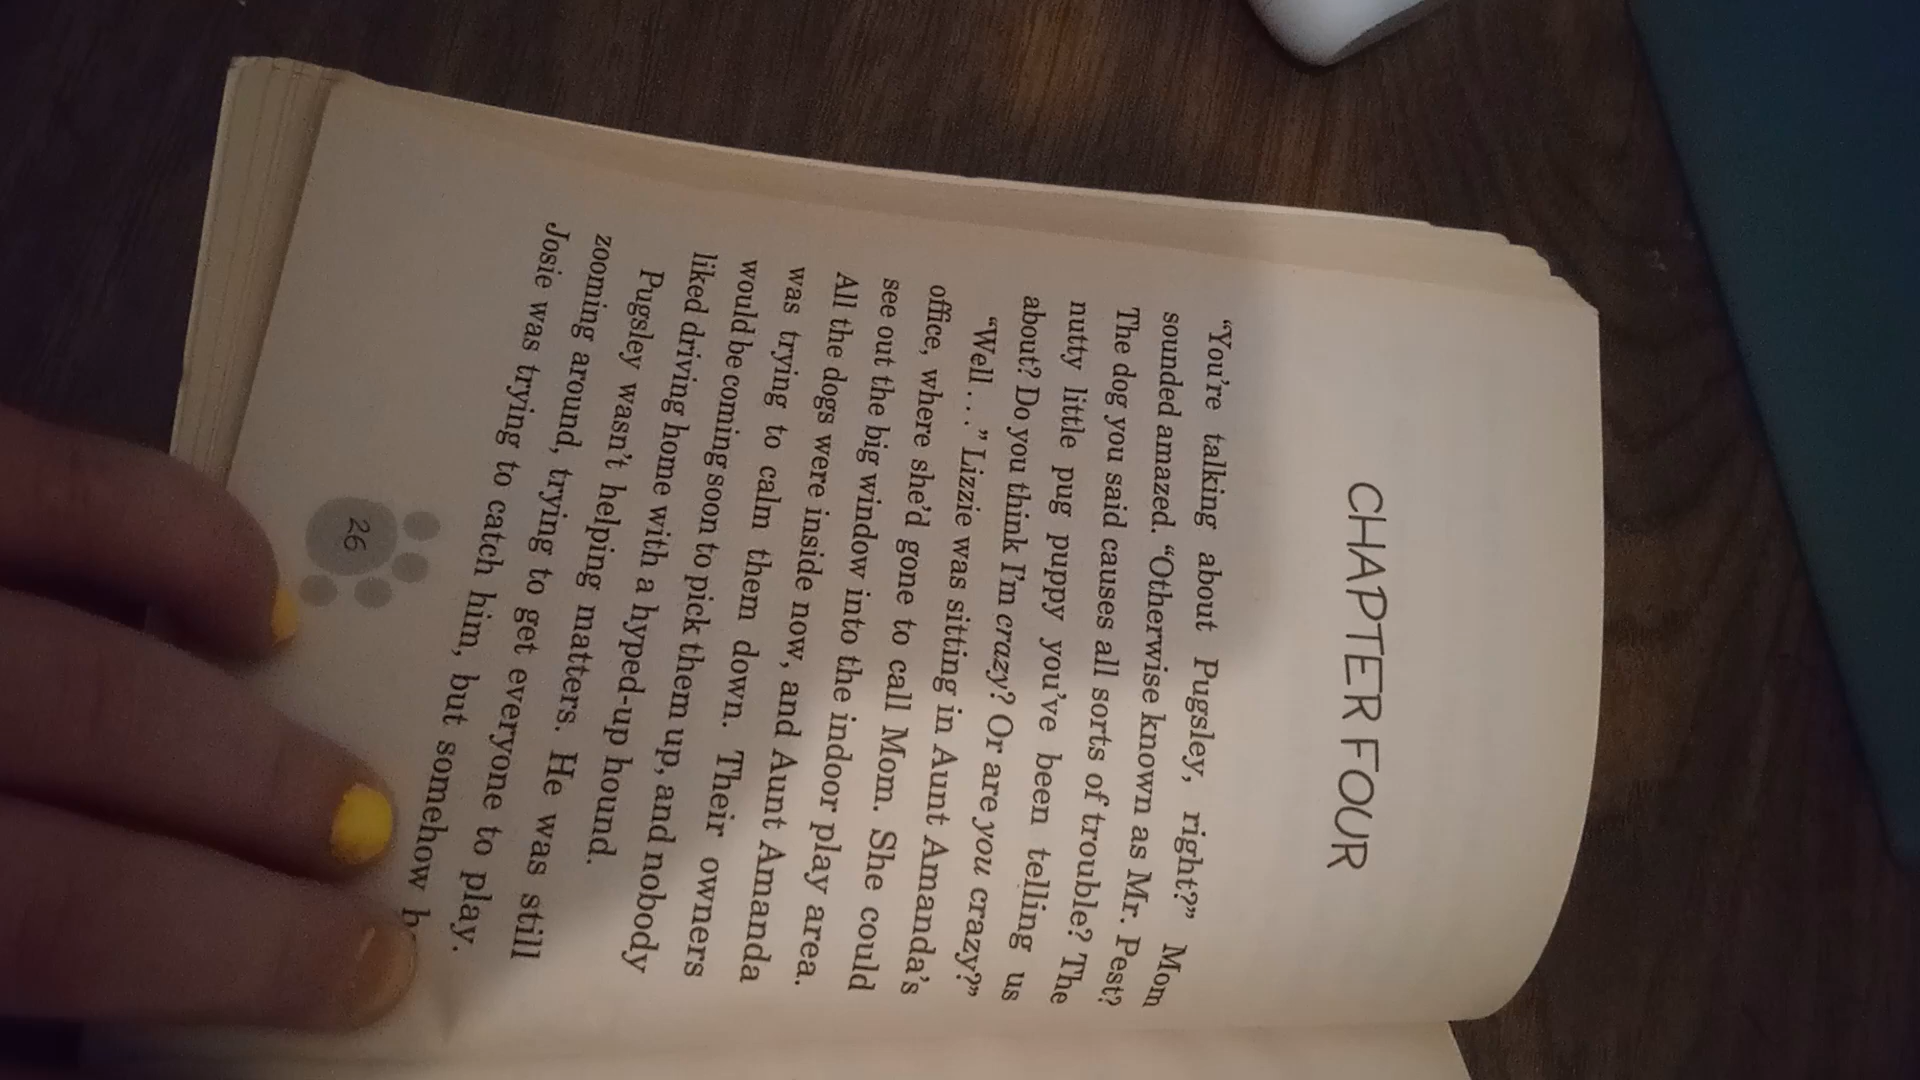 CHAPTER FOUR
“You’re talking about Pugsley, right?” Mom
sounded amazed. “Otherwise known as Mr. Pest?
The dog you said causes all sorts of trouble? The
nutty little pug puppy you’ve been telling us
about? Do you think I’m crazy? Or are you crazy?”
“Well . . .” Lizzie was sitting in Aunt Amanda’s
office, where she’d gone to call Mom. She could
see out the big window into the indoor play area.
All the dogs were inside now, and Aunt Amanda
was trying to calm them down. Their owners
would be coming soon to pick them up, and nobody
liked driving home with a hyped-up hound.
Pugsley wasn’t helping matters. He was still
zooming around, trying to get everyone to play.
Josie was trying to catch him, but somehow
26